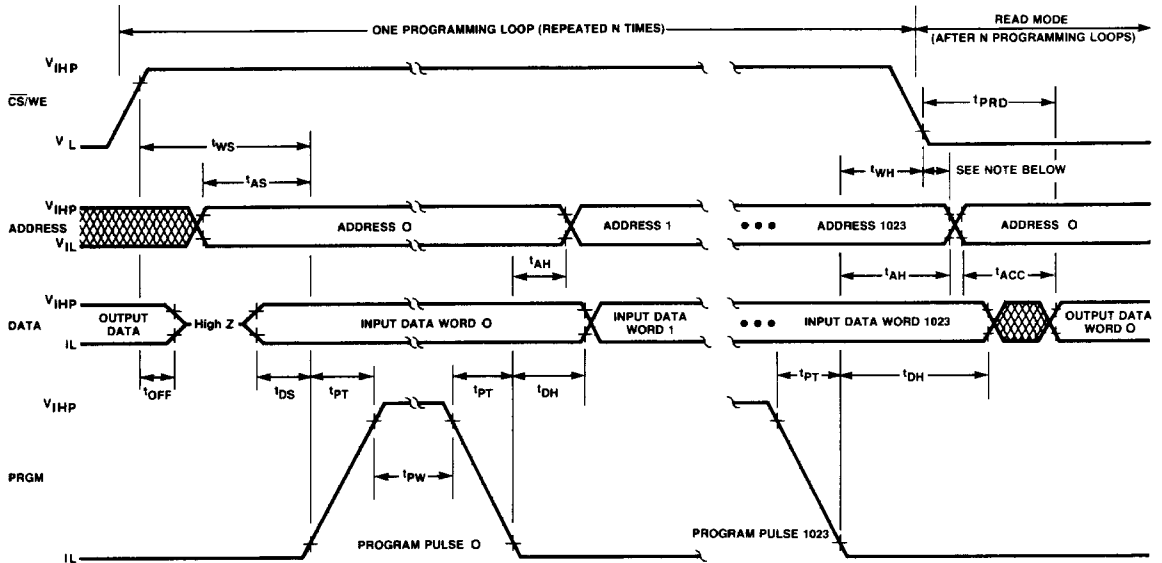 ONE PROGRAMMING LOOP (REPEATED N TIMES)
READ MODE
(AFTER N PROGRAMMING LOOPS)
VIHP
CS/WE
VL
tPRD
tWS
tWH
SEE NOTE BELOW
tAS
VIHP
ADDRESS
VIL
ADDRESS O
ADDRESS 1
ADDRESS 1023
ADDRESS O
tAH
tAH
tACC
VIHP
DATA
IL
OUTPUT
DATA
High Z
INPUT DATA WORD O
INPUT DATA
WORD 1
INPUT DATA WORD 1023
OUTPUT DATA
WORD O
tOFF
tDS
tPT
tPT
tDH
tPT
tDH
VIHP
PRGM
tPW
IL
PROGRAM PULSE O
PROGRAM PULSE 1023